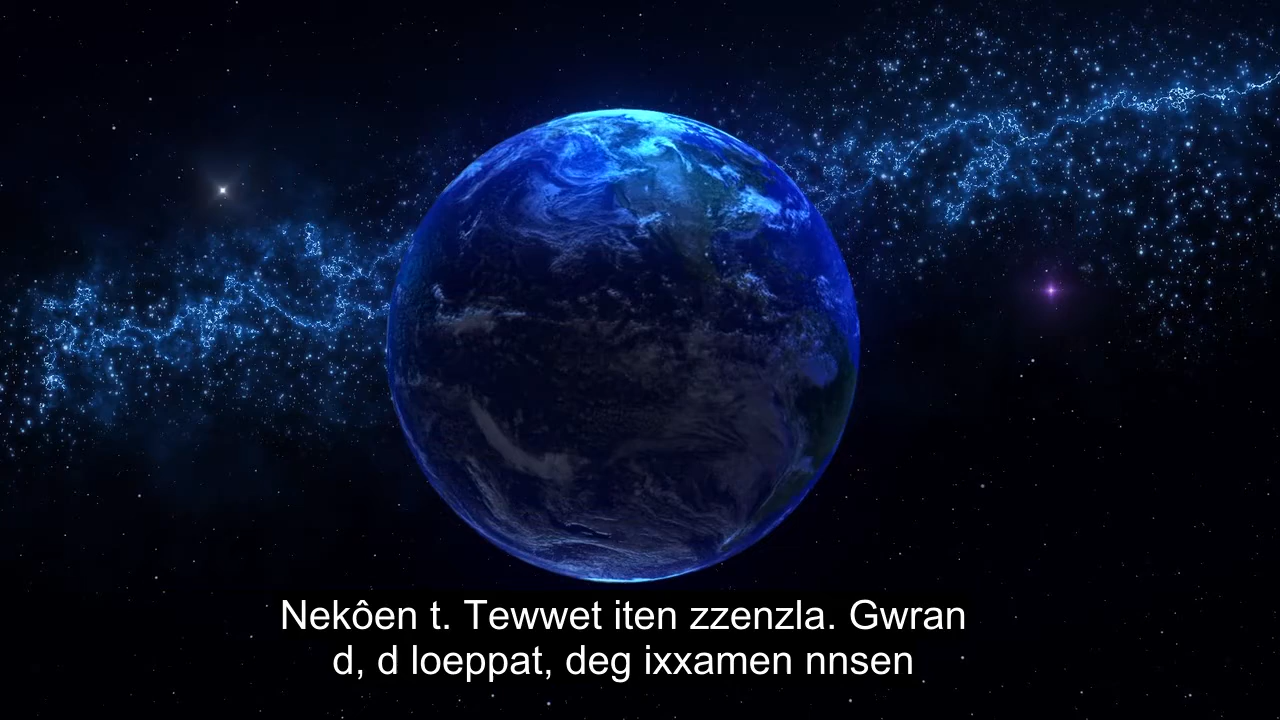 Nekôen t. Tewwet iten zzenzla. Gwran
d, d loeppat, deg ixxamen nnsen